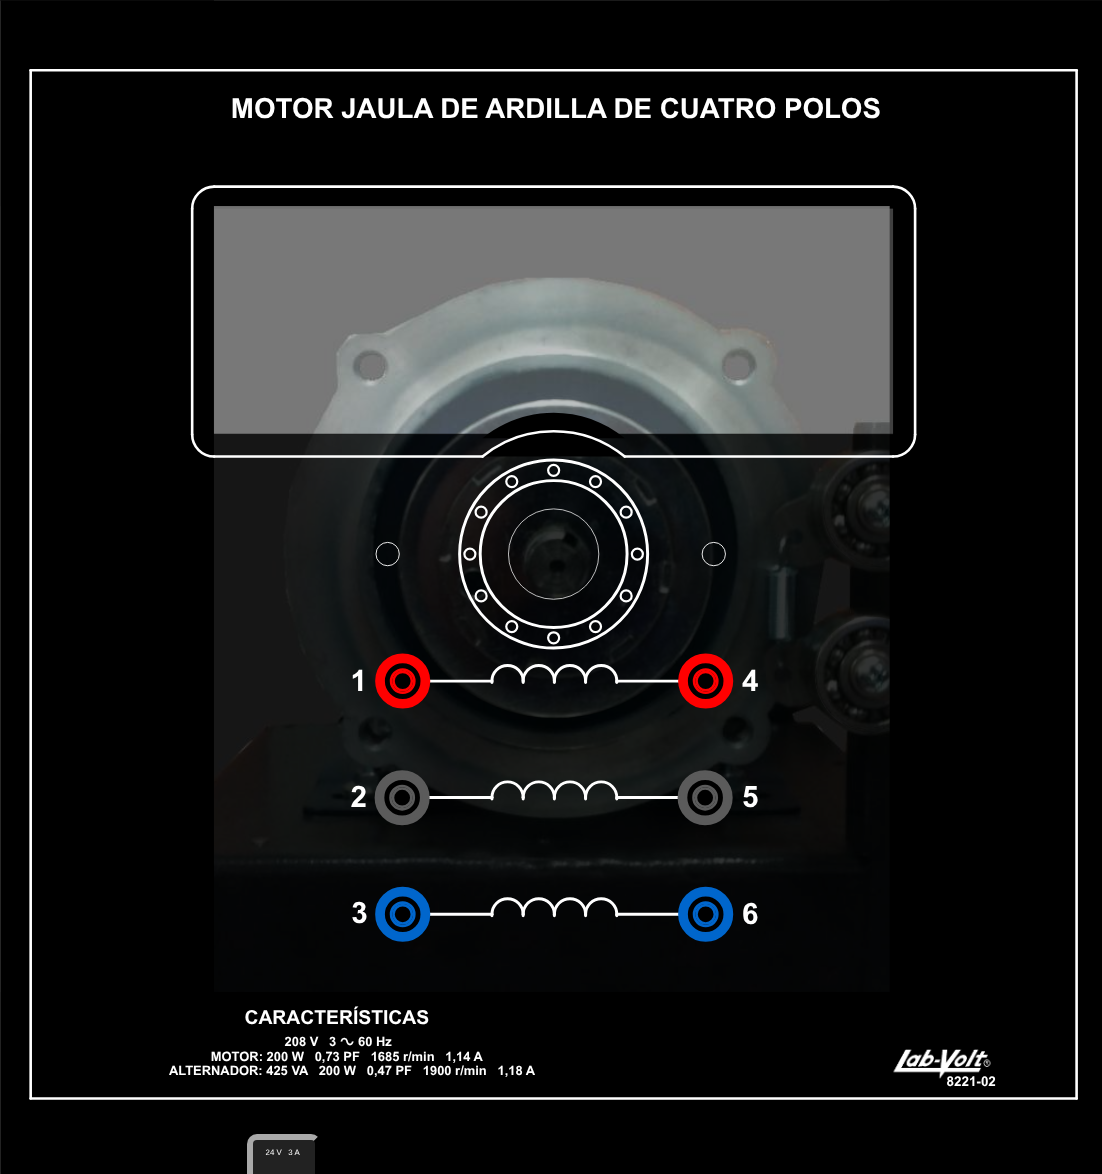 MOTOR JAULA DE ARDILLA DE CUATRO POLOS
1 4
2 5
3 6
CARACTERÍSTICAS
208 V 3 ∿ 60 Hz
MOTOR: 200 W 0,73 PF 1685 r/min 1,14 A
ALTERNADOR: 425 VA 200 W 0,47 PF 1900 r/min 1,18 A
Lab-Volt®
8221-02
24 V 3 A